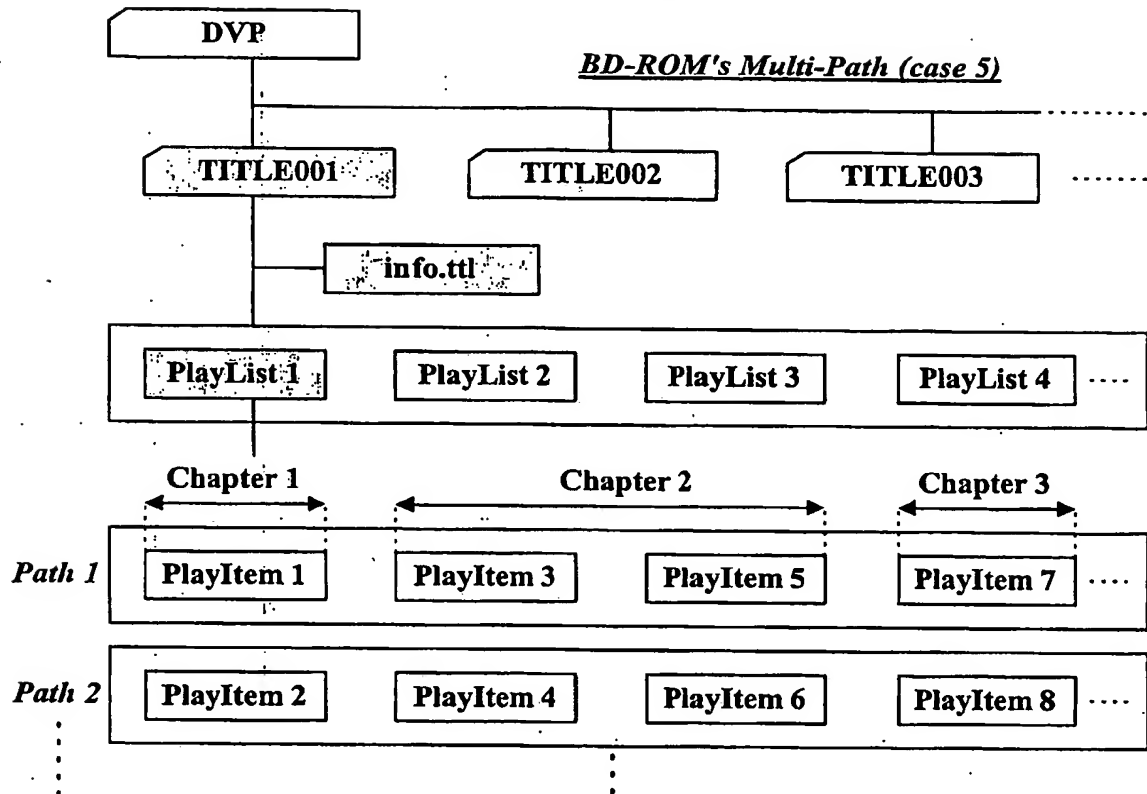 DVP
BD-ROM's Multi-Path (case 5)
TITLE001 TITLE002 TITLE003
info.ttl
PlayList 1 PlayList 2 PlayList 3 PlayList 4
Chapter 1 Chapter 2 Chapter 3
Path 1 PlayItem 1 PlayItem 3 PlayItem 5 PlayItem 7
Path 2 PlayItem 2 PlayItem 4 PlayItem 6 PlayItem 8